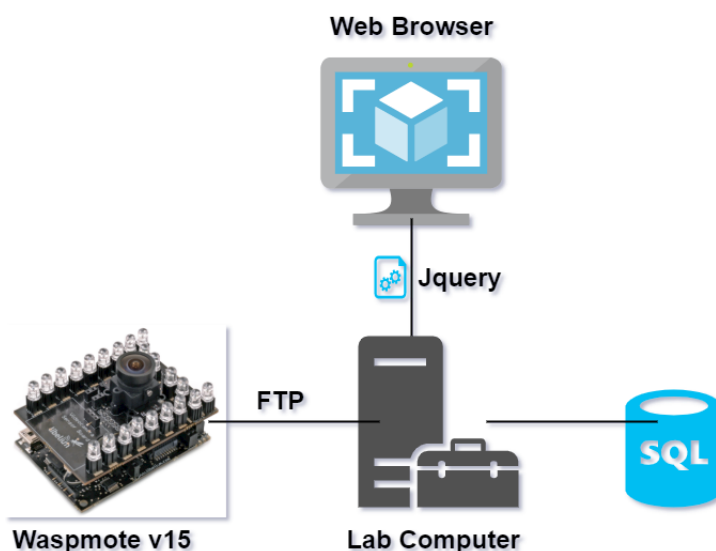 Web Browser
Jquery
FTP
SQL
Waspmote v15
Lab Computer